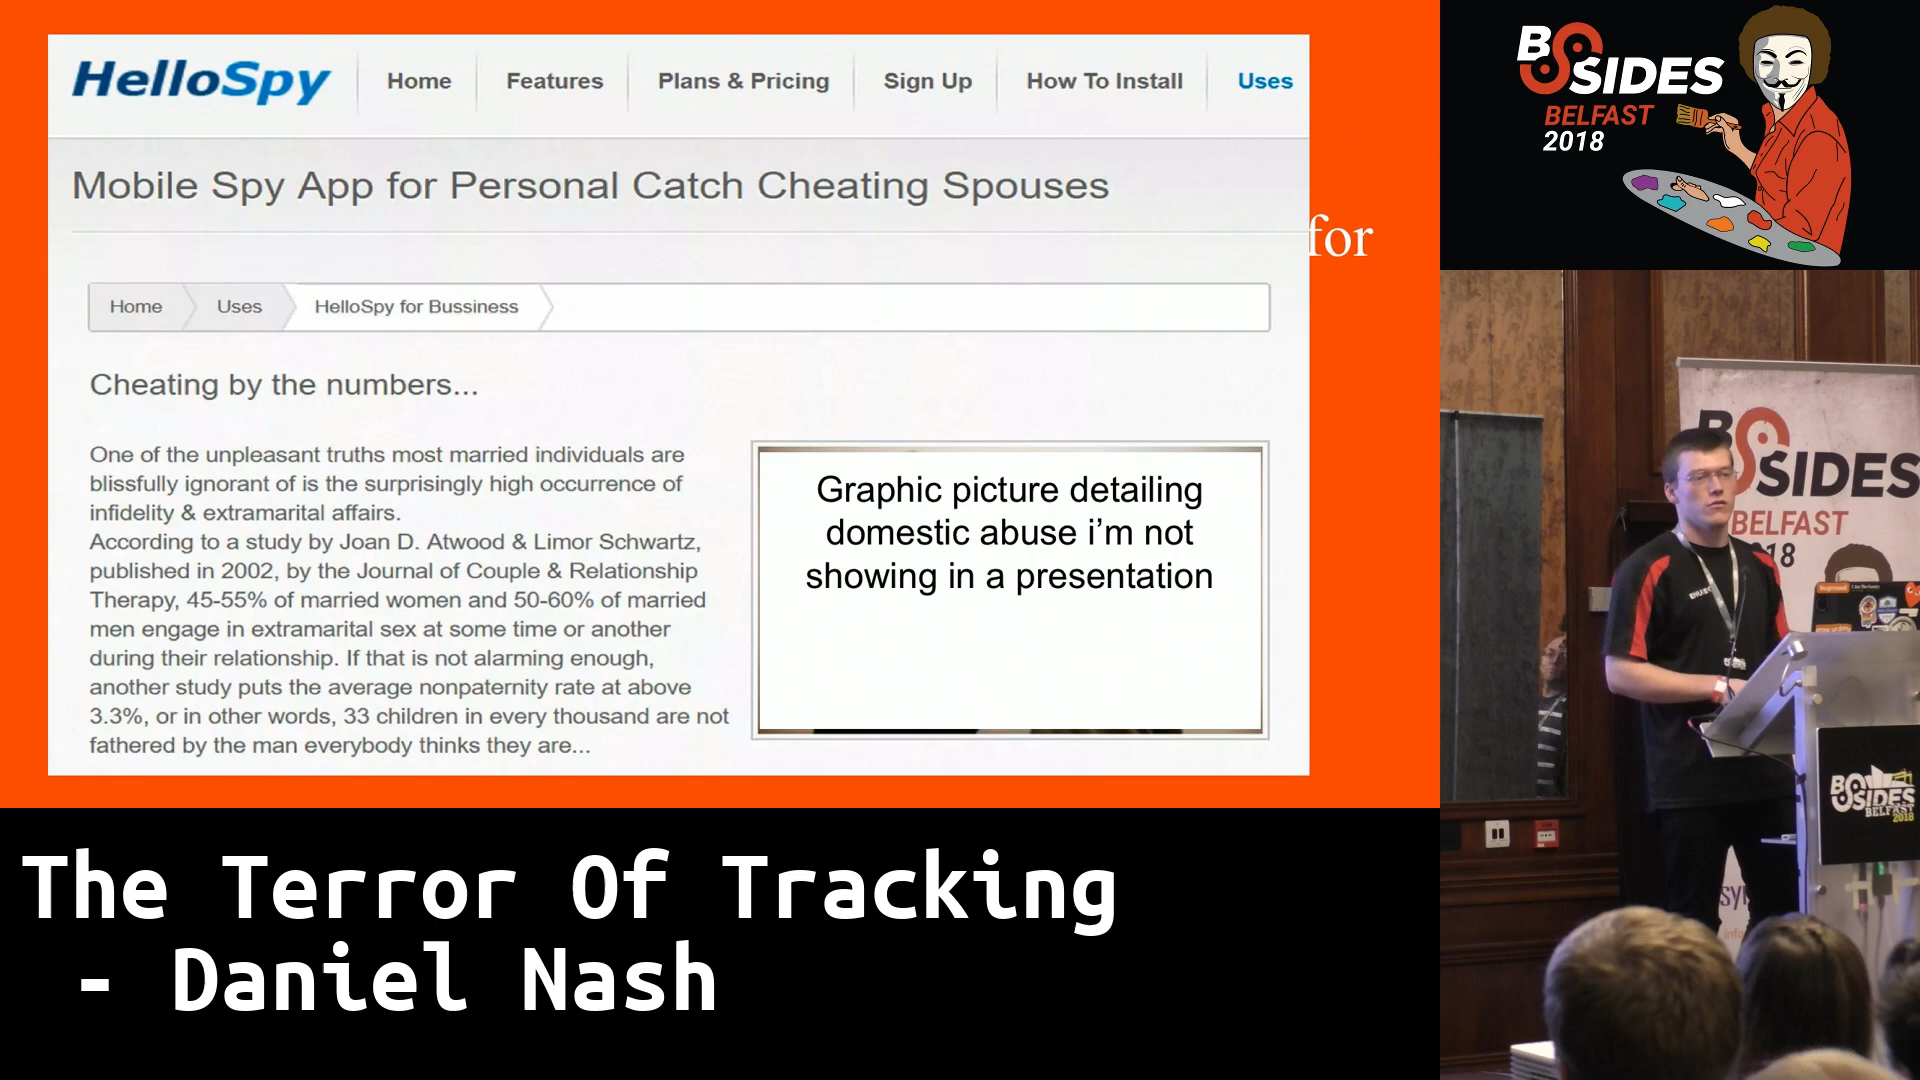 HelloSpy
Home
Features
Plans & Pricing
Sign Up
How To Install
Uses
Mobile Spy App for Personal Catch Cheating Spouses
for
Home
Uses
HelloSpy for Bussiness
Cheating by the numbers...
One of the unpleasant truths most married individuals are
blissfully ignorant of is the surprisingly high occurrence of
infidelity & extramarital affairs.
According to a study by Joan D. Atwood & Limor Schwartz,
published in 2002, by the Journal of Couple & Relationship
Therapy, 45-55% of married women and 50-60% of married
men engage in extramarital sex at some time or another
during their relationship. If that is not alarming enough,
another study puts the average nonpaternity rate at above
3.3%, or in other words, 33 children in every thousand are not
fathered by the man everybody thinks they are...
Graphic picture detailing
domestic abuse i'm not
showing in a presentation
The Terror Of Tracking
- Daniel Nash
BSIDES
BELFAST
2018
BSIDES
BELFAST
18
BSIDES
BELFAST
2018